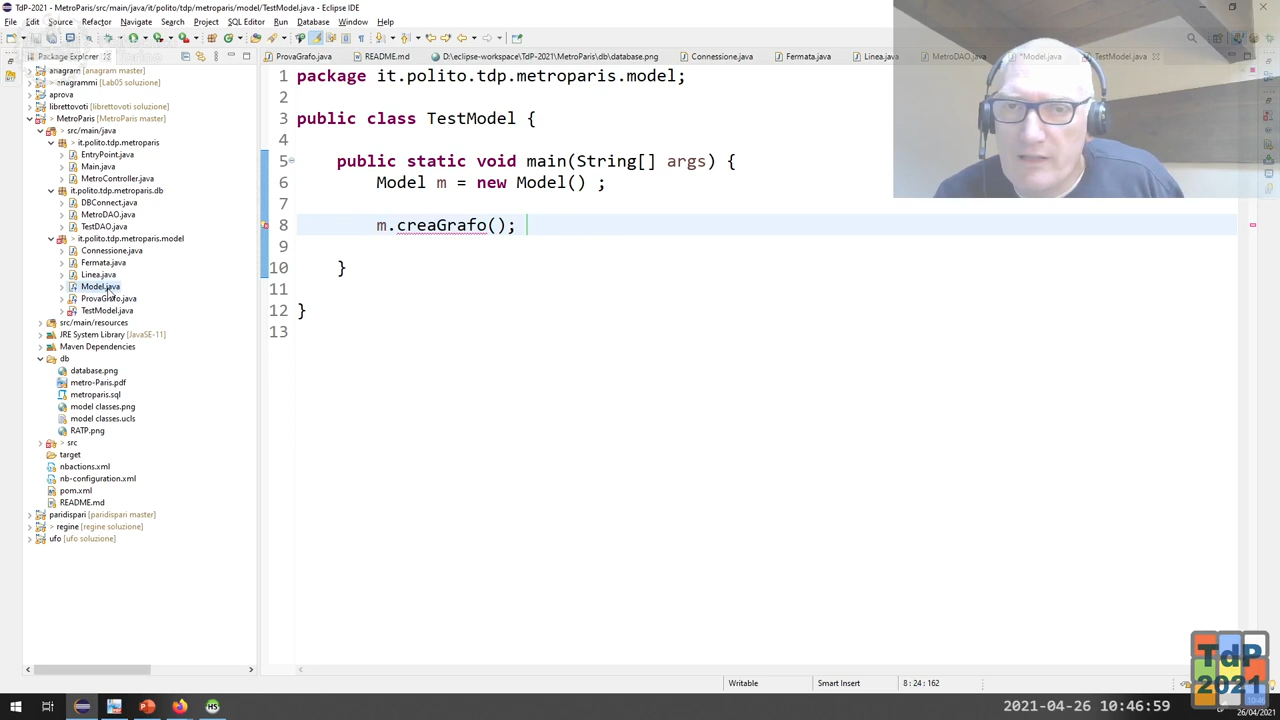 TdP-2021 - MetroParis/src/main/java/it/polito/tdp/metroparis/model/TestModel.java - Eclipse IDE
File Edit Source Refactor Navigate Search Project SQL Editor Run Database Window Help
Package Explorer
ProvaGrafo.java README.md D:\eclipse-workspace\TdP-2021\MetroParis\db\database.png Connessione.java Fermata.java Linea.java MetroDAO.java *Model.java TestModel.java
anagram [anagram master]
> anagrammi [Lab05 soluzione]
aprova
librettovoti [librettovoti soluzione]
> MetroParis [MetroParis master]
> src/main/java
> it.polito.tdp.metroparis
EntryPoint.java
Main.java
MetroController.java
> it.polito.tdp.metroparis.db
DBConnect.java
MetroDAO.java
TestDAO.java
> it.polito.tdp.metroparis.model
Connessione.java
Fermata.java
Linea.java
Model.java
ProvaGrafo.java
TestModel.java
src/main/resources
JRE System Library [JavaSE-11]
Maven Dependencies
db
database.png
metro-Paris.pdf
metroparis.sql
model classes.png
model classes.ucls
RATP.png
> src
target
nbactions.xml
nb-configuration.xml
pom.xml
README.md
paridispari [paridispari master]
> regine [regine soluzione]
ufo [ufo soluzione]
1 package it.polito.tdp.metroparis.model;
2
3 public class TestModel {
4
5 public static void main(String[] args) {
6 Model m = new Model() ;
7
8 m.creaGrafo();
9
10 }
11
12 }
13
Writable Smart Insert 8 : 24 : 162
TdP
2021
2021-04-26 10:46:59
10:46
26/04/2021